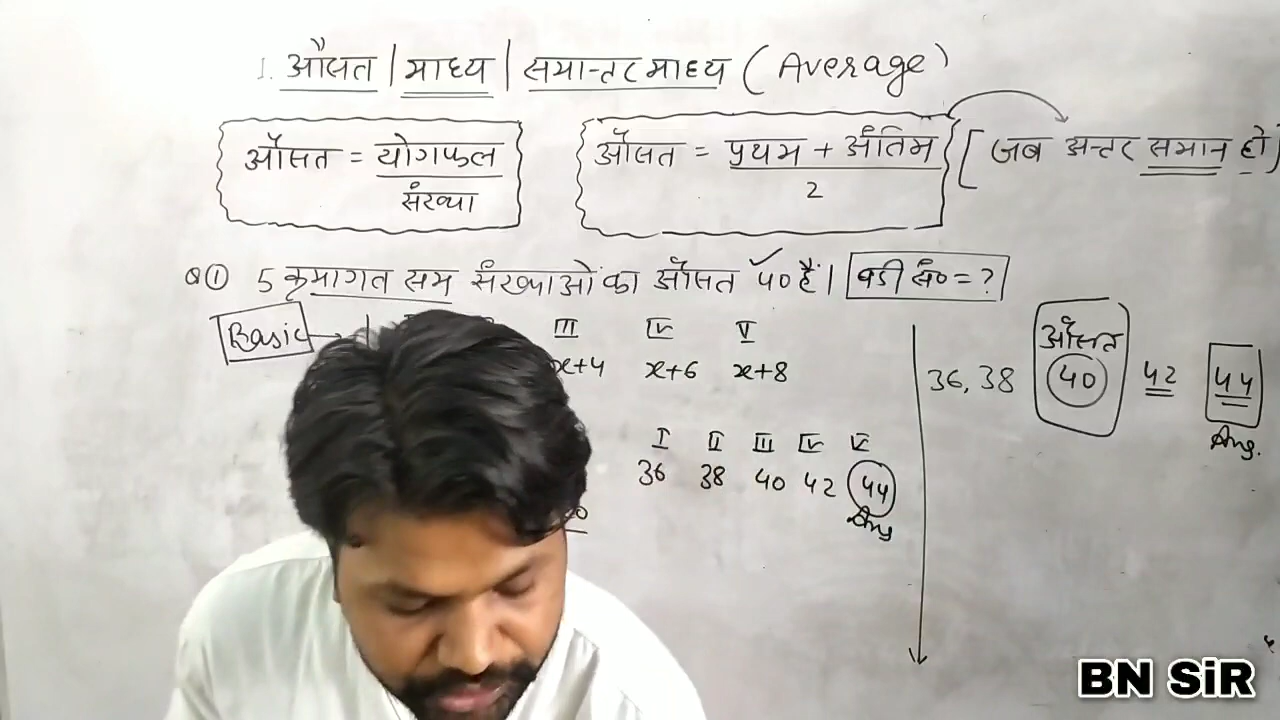 1. औसत | माध्य | समान्तर माध्य ( Average )
औसत = योगफल / संख्या
औसत = प्रथम + अंतिम / 2 [ जब अन्तर समान हो ]
Q① 5 क्रमागत सम संख्याओं का औसत ✓40 है। बडी सं० = ?
Basic → III IV V
x+4 x+6 x+8
I II III IV V
36 38 40 42 44
Ans
औसत
36, 38 40 42 44
Ans.
BN SiR